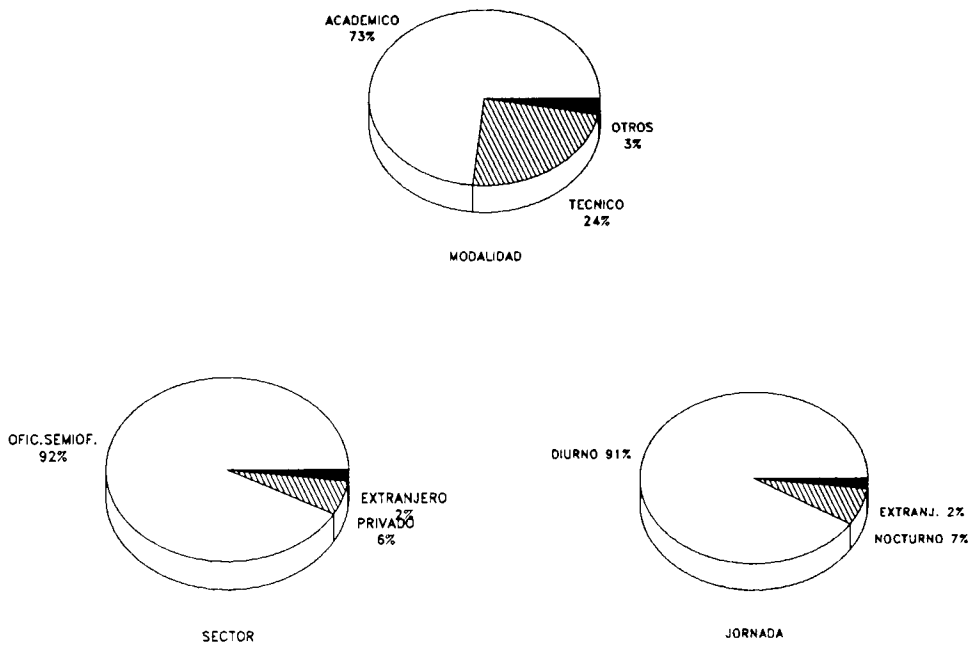 ACADEMICO
73%
OTROS
3%
TECNICO
24%
MODALIDAD
OFIC.SEMIOF.
92%
EXTRANJERO
2%
PRIVADO
6%
SECTOR
DIURNO 91%
EXTRANJ. 2%
NOCTURNO 7%
JORNADA